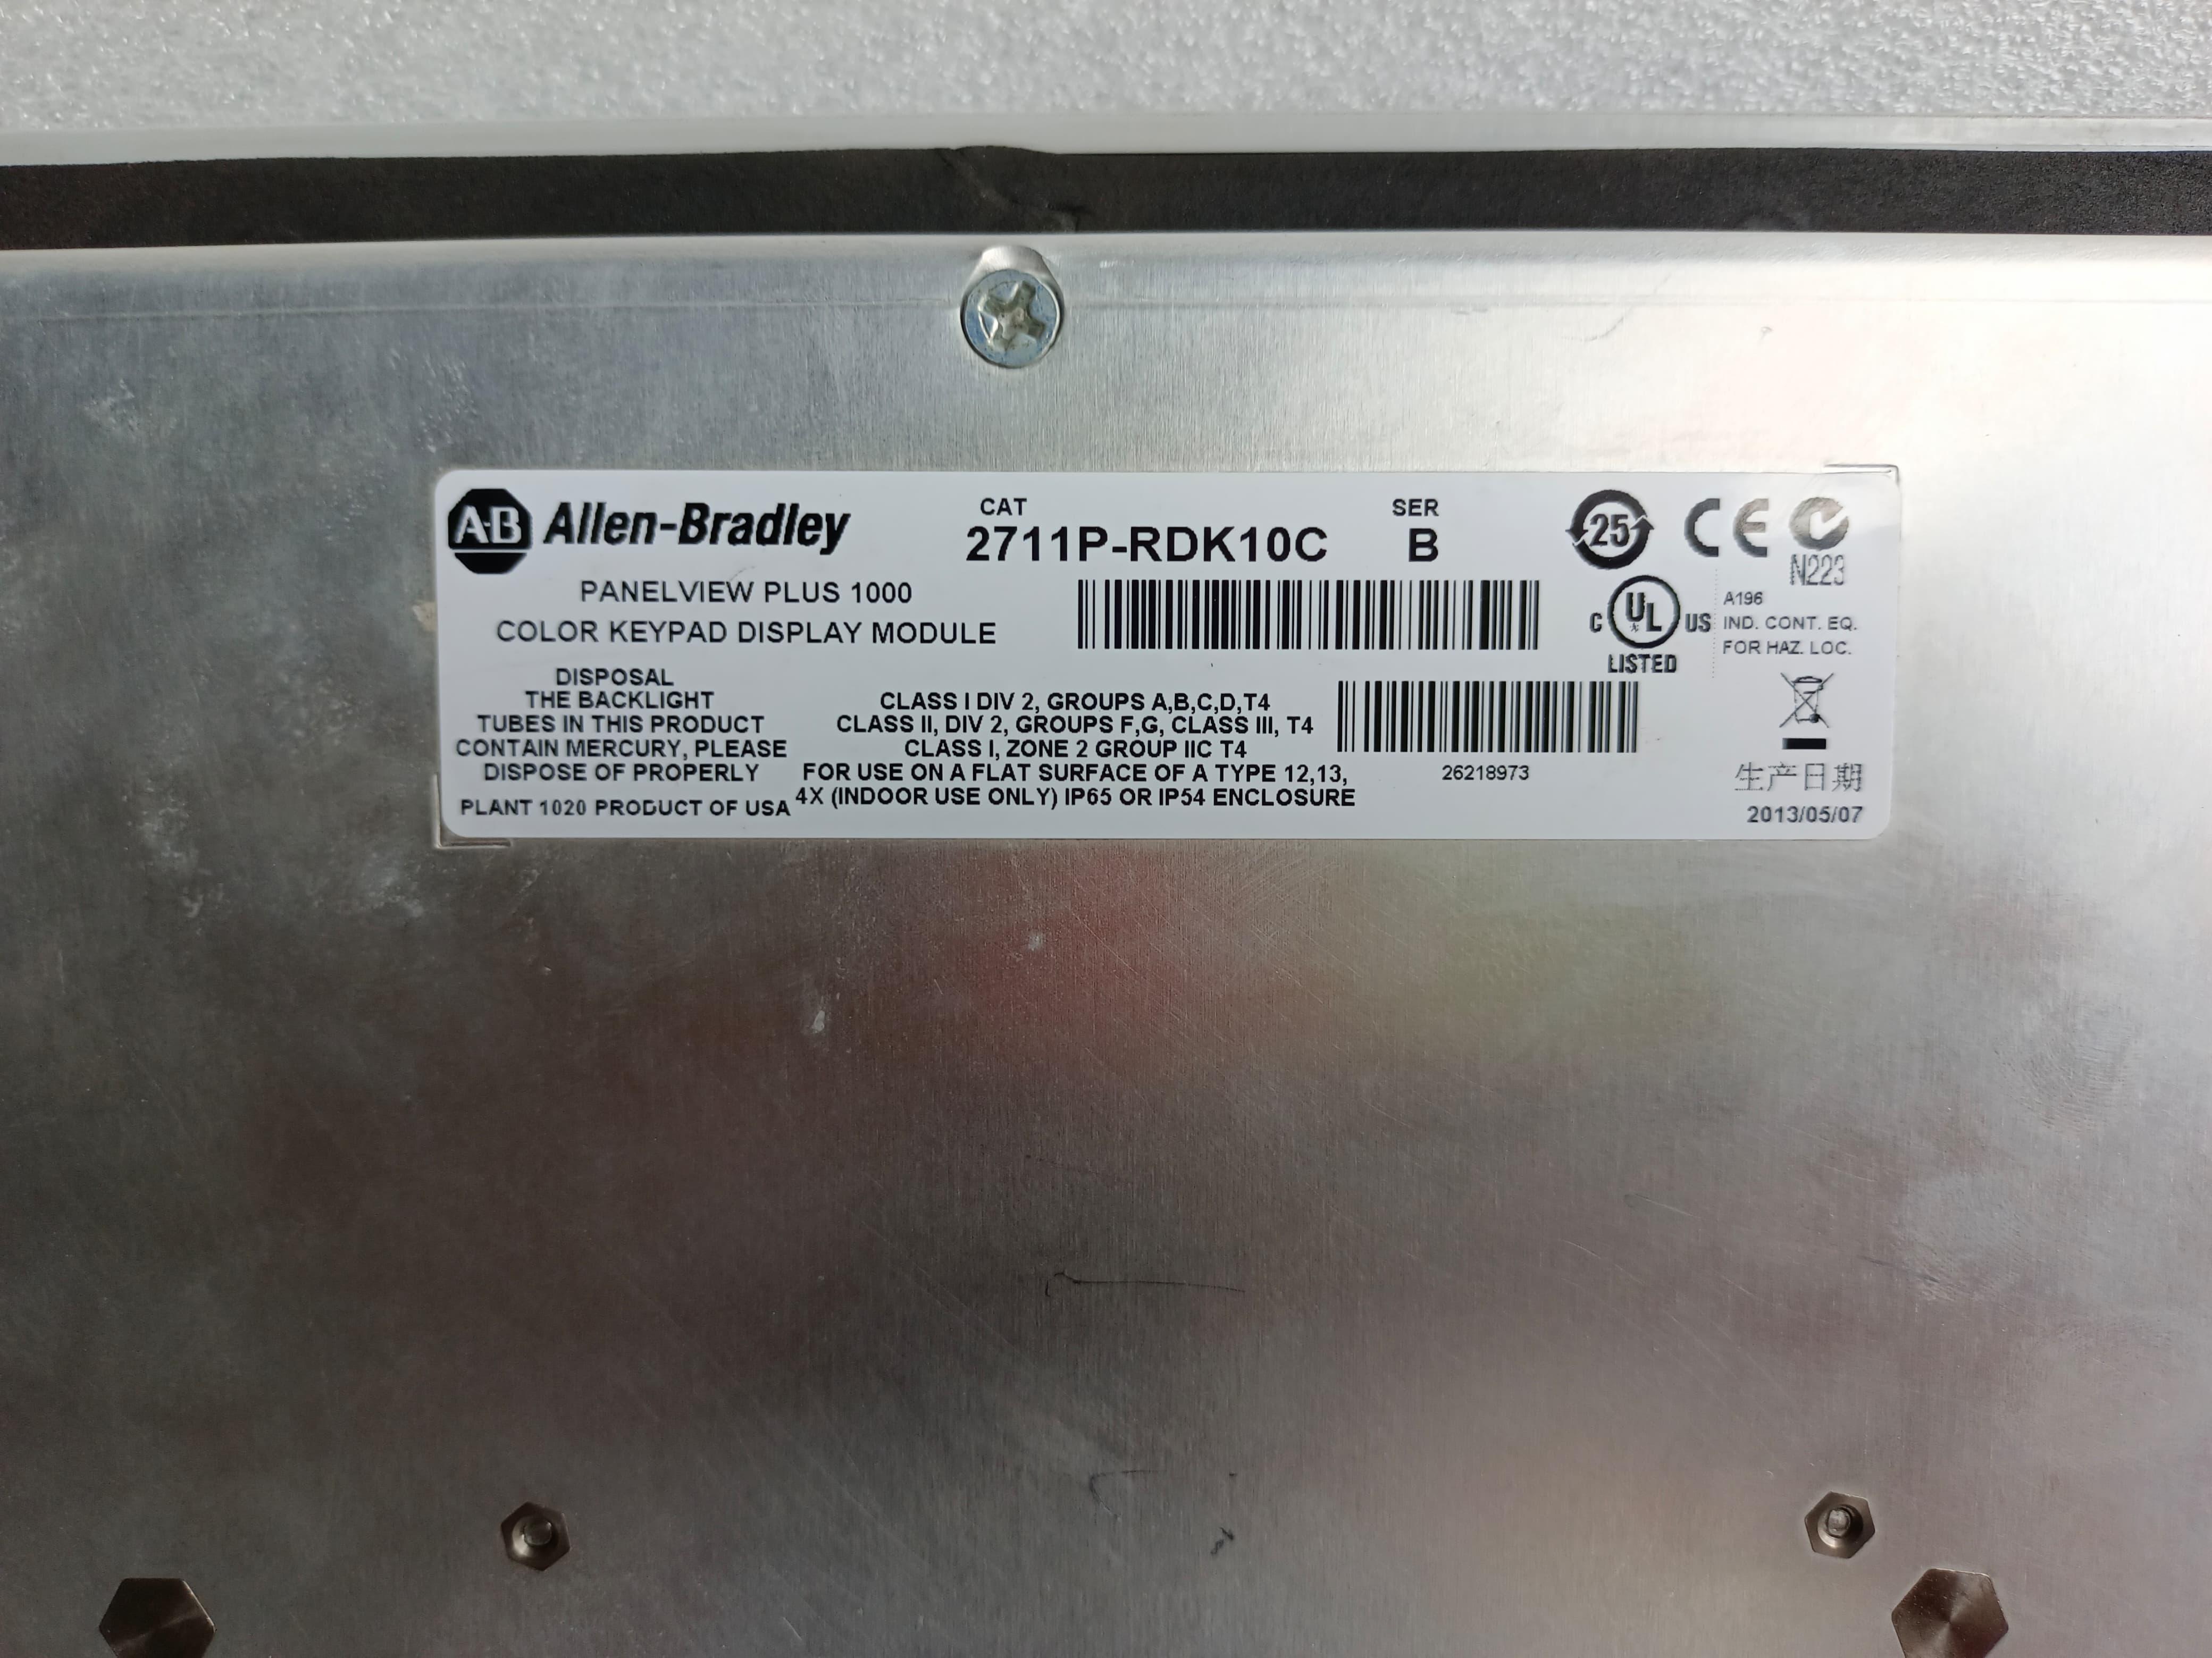 A-B Allen-Bradley
CAT
2711P-RDK10C
SER
B
PANELVIEW PLUS 1000
COLOR KEYPAD DISPLAY MODULE
DISPOSAL
THE BACKLIGHT
TUBES IN THIS PRODUCT
CONTAIN MERCURY, PLEASE
DISPOSE OF PROPERLY
PLANT 1020 PRODUCT OF USA
CLASS I DIV 2, GROUPS A,B,C,D,T4
CLASS II, DIV 2, GROUPS F,G, CLASS III, T4
CLASS I, ZONE 2 GROUP IIC T4
FOR USE ON A FLAT SURFACE OF A TYPE 12,13,
4X (INDOOR USE ONLY) IP65 OR IP54 ENCLOSURE
26218973
25
CE
N223
C UL US
LISTED
A196
IND. CONT. EQ.
FOR HAZ. LOC.
生产日期
2013/05/07